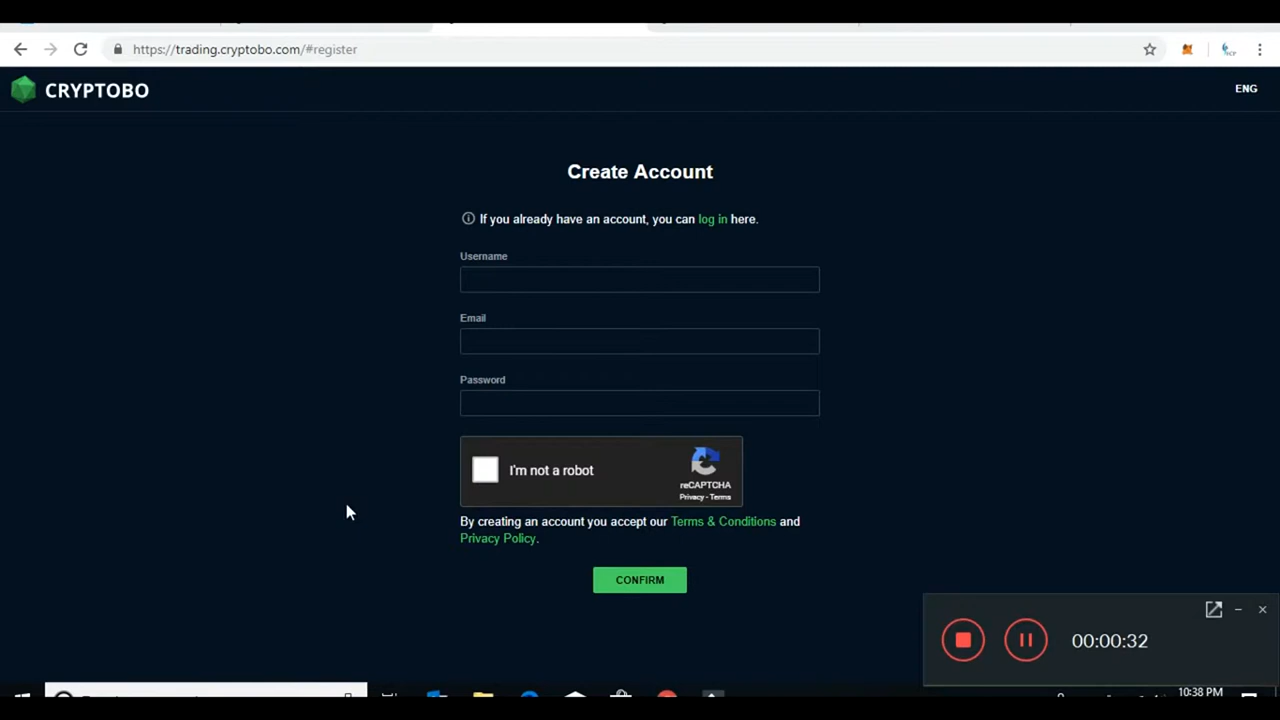 https://trading.cryptobo.com/#register
CRYPTOBO
ENG
Create Account
If you already have an account, you can log in here.
Username
Email
Password
I'm not a robot
reCAPTCHA
Privacy - Terms
By creating an account you accept our Terms & Conditions and
Privacy Policy.
CONFIRM
00:00:32
10:38 PM